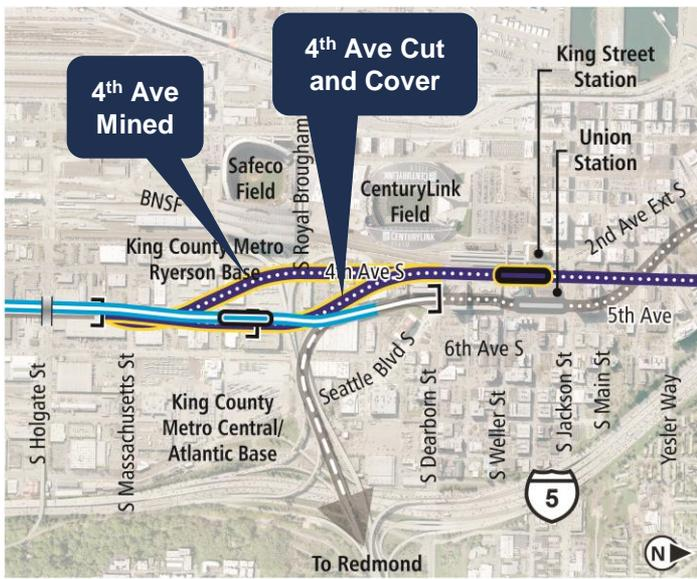 4th Ave Cut
and Cover
4th Ave
Mined
King Street
Station
Union
Station
Safeco
Field
S Royal Brougham
CenturyLink
Field
CENTURYLINK
BNSF
2nd Ave Ext S
King County Metro
Ryerson Base
4th Ave S
5th Ave
6th Ave S
Seattle Blvd S
S Holgate St
S Massachusetts St
King County
Metro Central/
Atlantic Base
S Dearborn St
S Weller St
S Jackson St
S Main St
Yesler Way
5
To Redmond
N